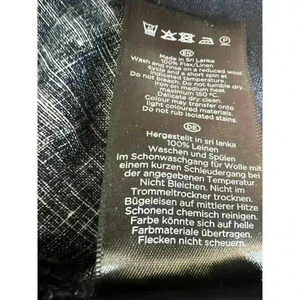 EN
Made in Sri Lanka
100% Flax/Linen
Wash and rinse on a reduced wool
cycle and a short spin at
Do not bleach. Do not tumble dry.
Iron on medium heat
maximum 150 °C
Delicate dry clean.
Colour may transfer onto
light coloured materials.
Do not rub isolated stains.
DE
Hergestellt in sri lanka
100% Leinen
Waschen und Spülen
im Schonwaschgang für Wolle mit
einem kurzen Schleudergang bei
der angegebenen Temperatur.
Nicht Bleichen. Nicht im
Trommeltrockner trocknen.
Bügeleisen auf mittlerer Hitze
Schonend chemisch reinigen.
Farbe könnte sich auf helle
Farbmateriale übertragen.
Flecken nicht scheuern.